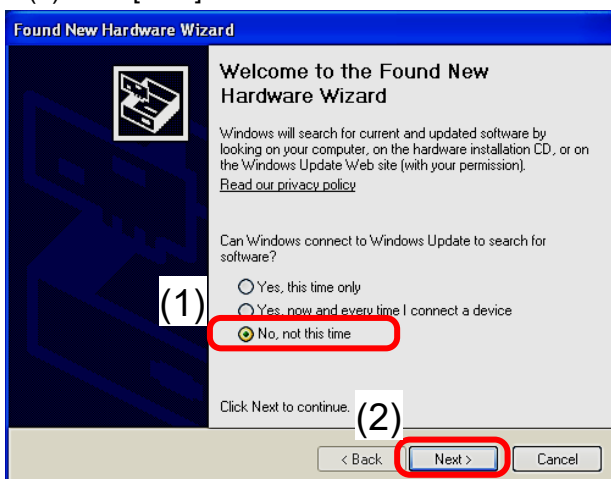 Found New Hardware Wizard
Welcome to the Found New
Hardware Wizard
Windows will search for current and updated software by
looking on your computer, on the hardware installation CD, or on
the Windows Update Web site (with your permission).
Read our privacy policy
Can Windows connect to Windows Update to search for
software?
Yes, this time only
(1)
Yes, now and every time I connect a device
No, not this time
Click Next to continue.
(2)
< Back
Next >
Cancel